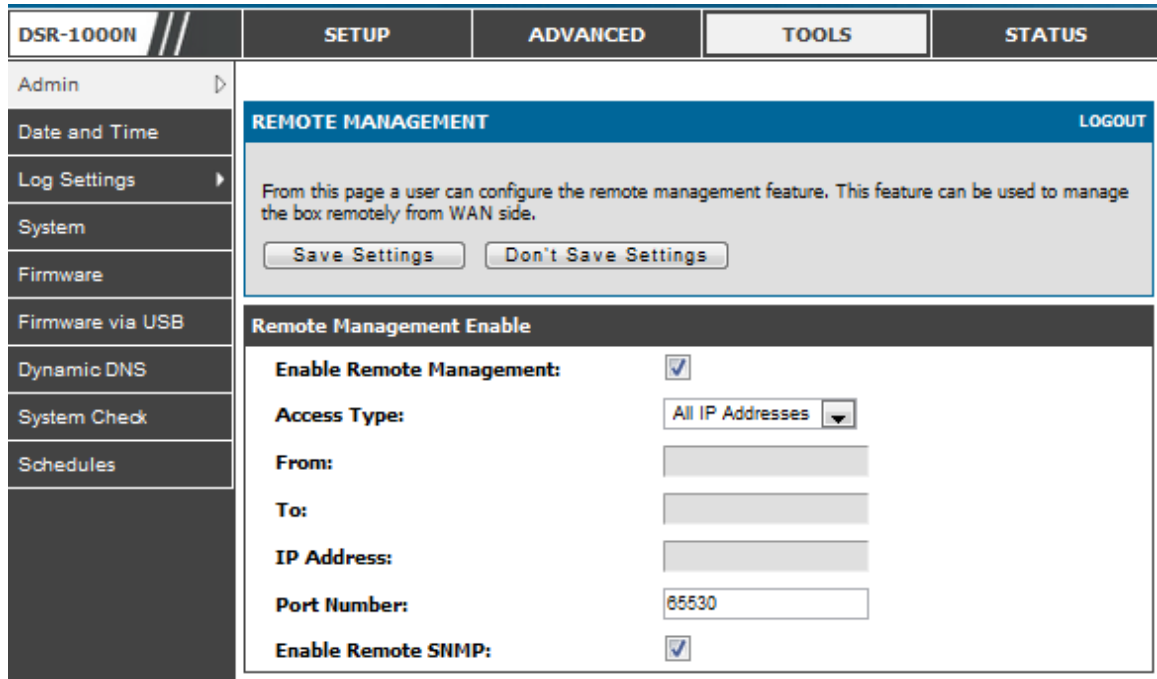 DSR-1000N
SETUP
ADVANCED
TOOLS
STATUS
Admin
Date and Time
Log Settings
System
Firmware
Firmware via USB
Dynamic DNS
System Check
Schedules
REMOTE MANAGEMENT
LOGOUT
From this page a user can configure the remote management feature. This feature can be used to manage
the box remotely from WAN side.
Save Settings
Don't Save Settings
Remote Management Enable
Enable Remote Management:
Access Type:
All IP Addresses
From:
To:
IP Address:
Port Number:
65530
Enable Remote SNMP: